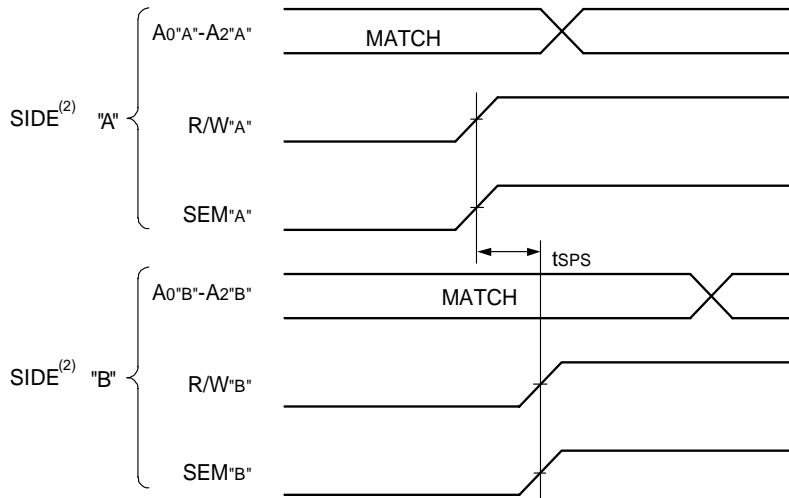 A0"A"-A2"A"
MATCH
SIDE(2) "A"
R/W"A"
SEM"A"
tSPS
A0"B"-A2"B"
MATCH
SIDE(2) "B"
R/W"B"
SEM"B"